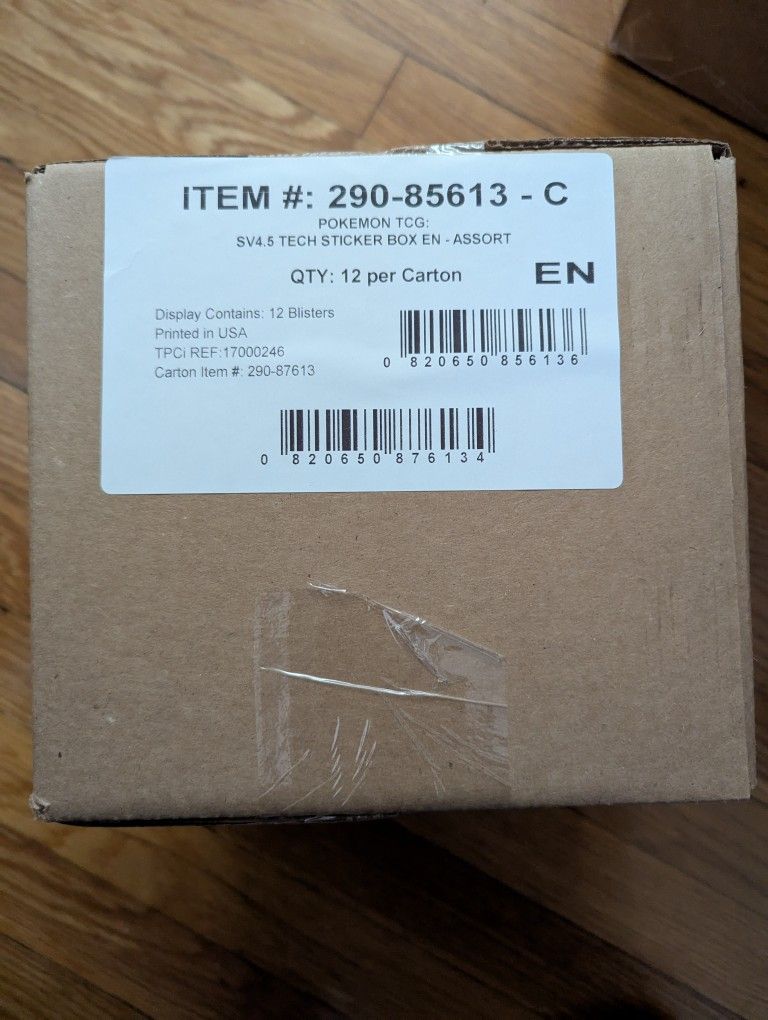 ITEM #: 290-85613 - C
POKEMON TCG:
SV4.5 TECH STICKER BOX EN - ASSORT
QTY: 12 per Carton
EN
Display Contains: 12 Blisters
Printed in USA
TPCi REF:17000246
Carton Item #: 290-87613
0 820650 856136
0 820650 876134